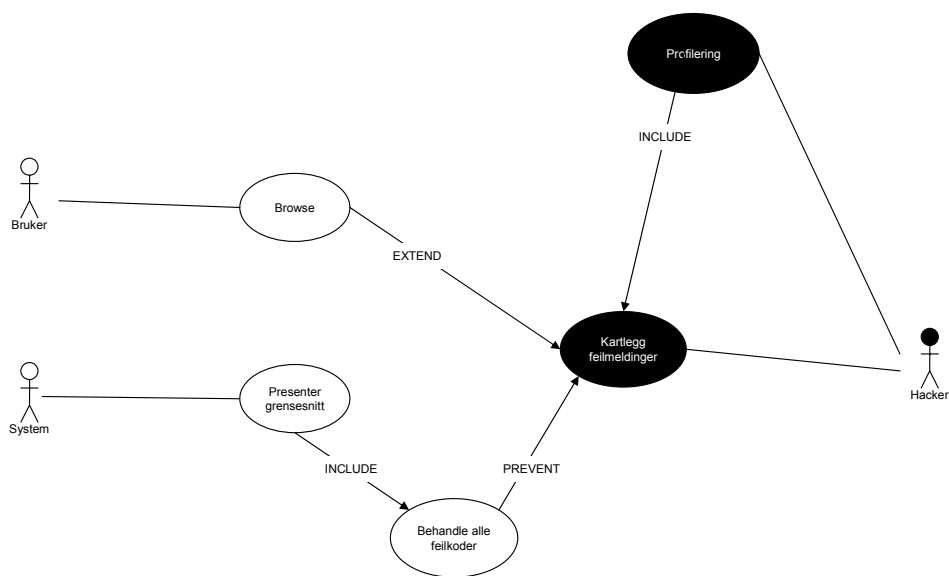 Profilering
INCLUDE
Bruker
Browse
EXTEND
Kartlegg
feilmeldinger
Hacker
System
Presenter
grensesnitt
INCLUDE
PREVENT
Behandle alle
feilkoder